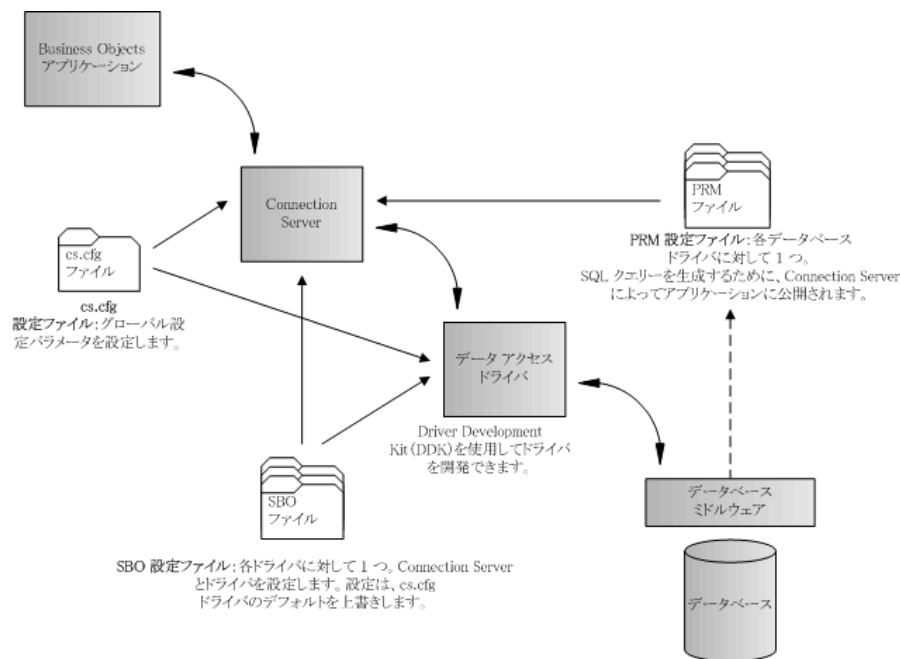 Business Objects
アプリケーション
Connection
Server
PRM
ファイル
PRM 設定ファイル：各データベース
ドライバに対して 1 つ。
SQL クエリーを生成するために、Connection Server
によってアプリケーションに公開されます。
cs.cfg
ファイル
cs.cfg
設定ファイル：グローバル設
定パラメータを設定します。
データ アクセス
ドライバ
Driver Development
Kit（DDK）を使用してドライバ
を開発できます。
SBO
ファイル
SBO 設定ファイル：各ドライバに対して 1 つ。Connection Server
とドライバを設定します。設定は、cs.cfg
ドライバのデフォルトを上書きします。
データベース
ミドルウェア
データベース